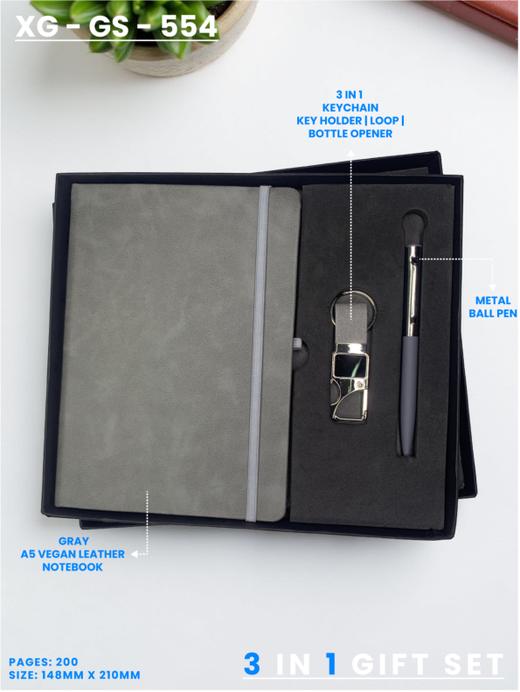 XG - GS - 554
3 IN 1
KEYCHAIN
KEY HOLDER | LOOP |
BOTTLE OPENER
METAL
BALL PEN
GRAY
A5 VEGAN LEATHER
NOTEBOOK
PAGES: 200
SIZE: 148MM X 210MM
3 IN 1 GIFT SET